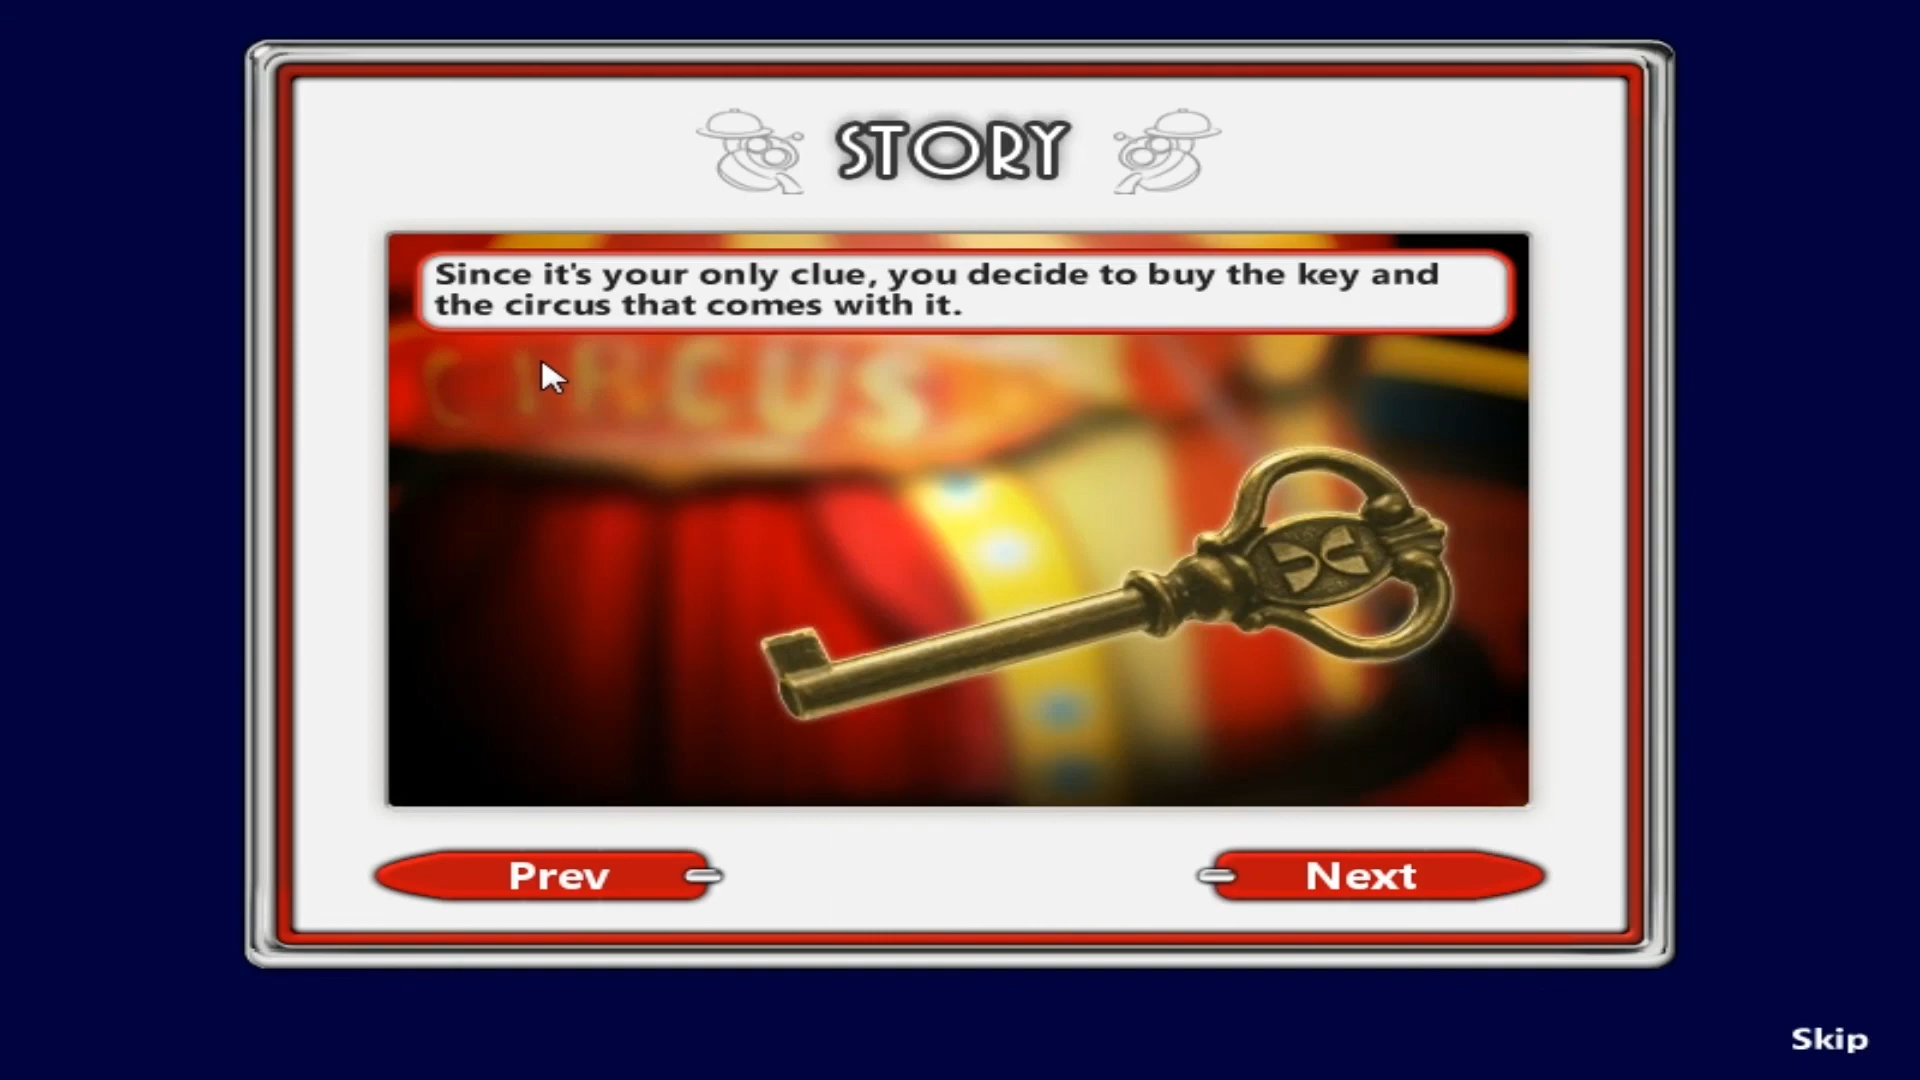 STORY
Since it's your only clue, you decide to buy the key and
the circus that comes with it.
CIRCUS
Prev
Next
Skip